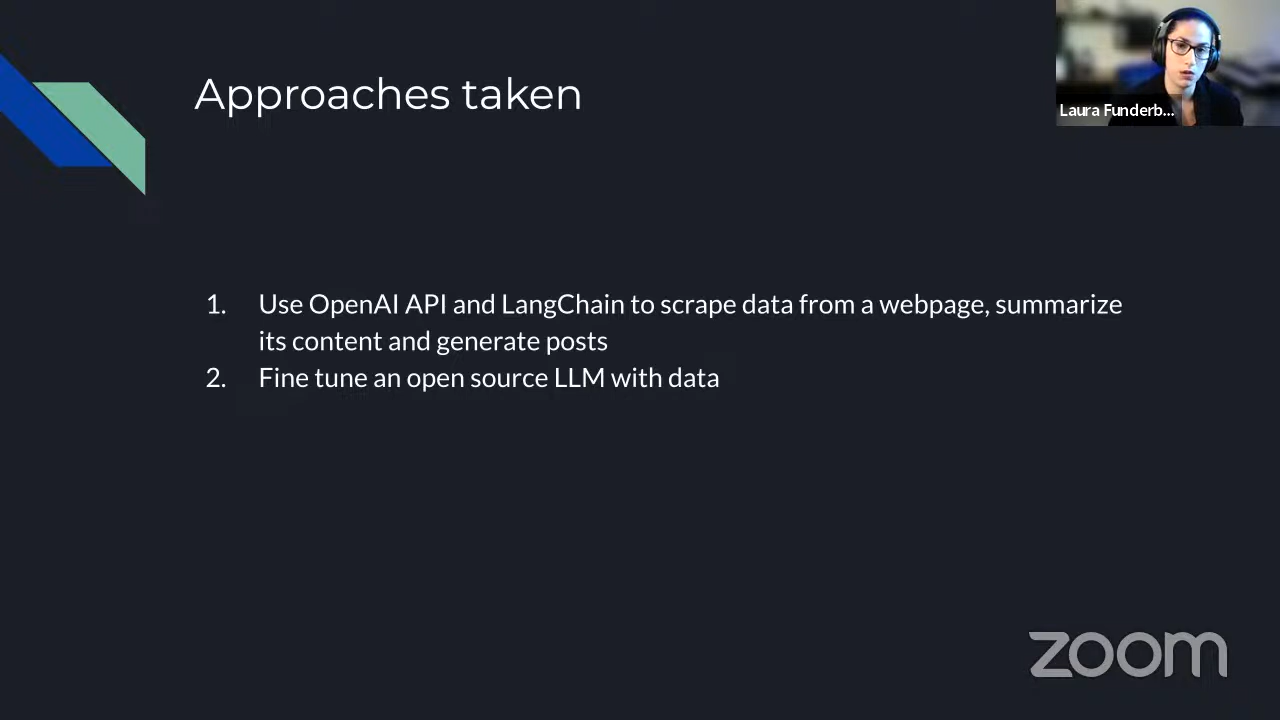 Approaches taken
Laura Funderb...
1. Use OpenAI API and LangChain to scrape data from a webpage, summarize
its content and generate posts
2. Fine tune an open source LLM with data
zoom